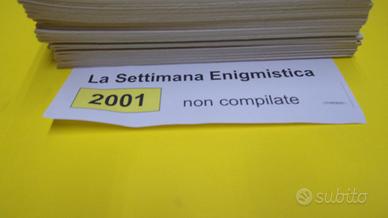 La Settimana Enigmistica
2001 non compilate
subito